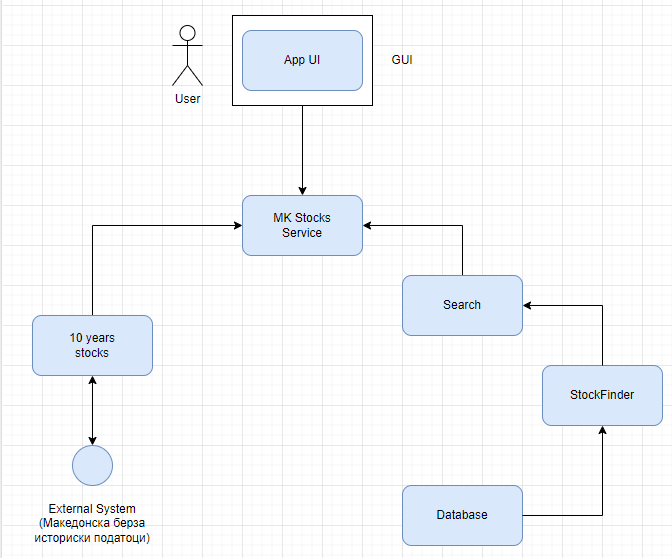 App UI
GUI
User
MK Stocks
Service
Search
10 years
stocks
StockFinder
External System
(Македонска берза
историски податоци)
Database